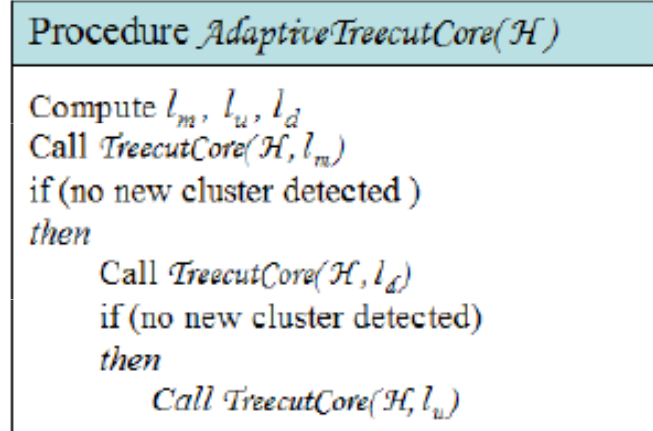 Procedure AdaptiveTreecutCore(H)
Compute l_m, l_u, l_d
Call TreecutCore(H, l_m)
if (no new cluster detected )
then
Call TreecutCore(H, l_d)
if (no new cluster detected)
then
Call TreecutCore(H, l_u)